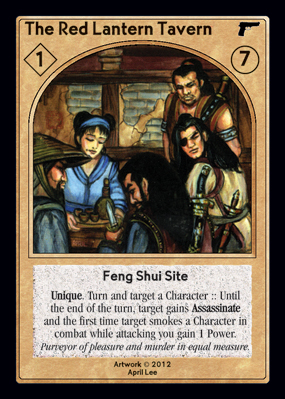 The Red Lantern Tavern
1
7
Feng Shui Site
Unique. Turn and target a Character :: Until
the end of the turn, target gains Assassinate
and the first time target smokes a Character in
combat while attacking you gain 1 Power.
Purveyor of pleasure and murder in equal measure.
Artwork © 2012
April Lee